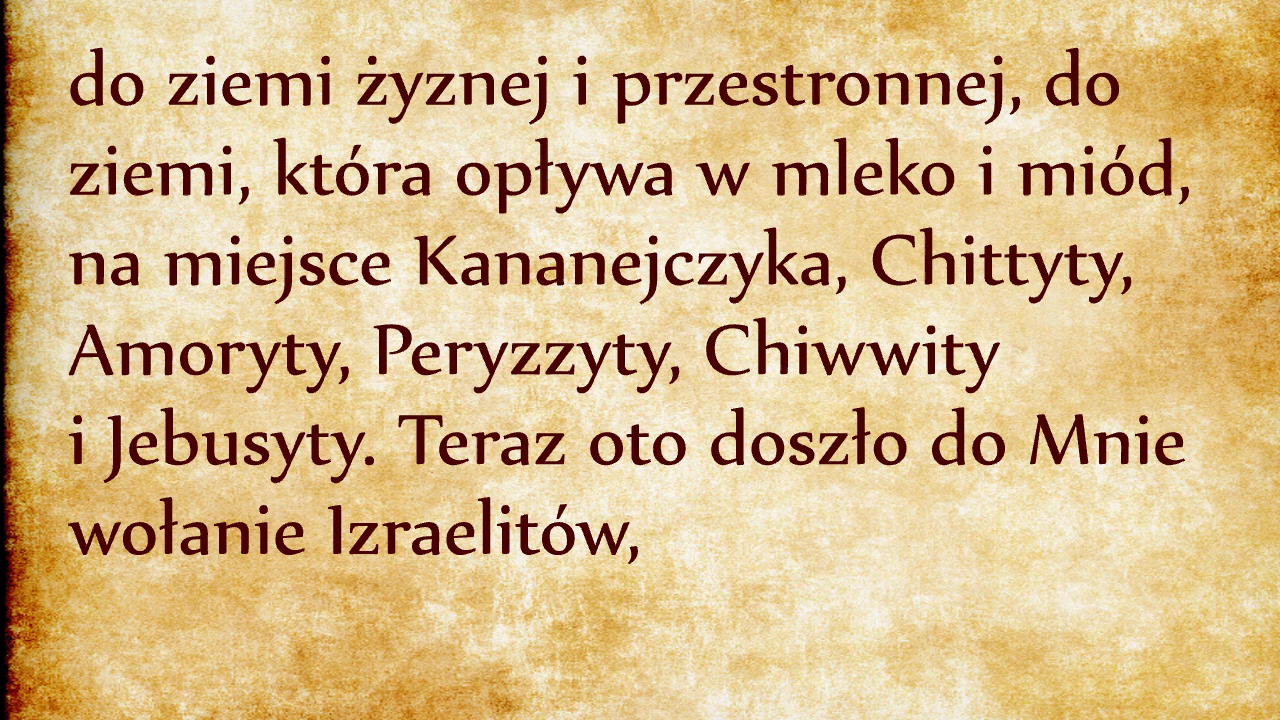 do ziemi żyznej i przestronnej, do
ziemi, która opływa w mleko i miód,
na miejsce Kananejczyka, Chittyty,
Amoryty, Peryzzyty, Chiwwity
i Jebusyty. Teraz oto doszło do Mnie
wołanie Izraelitów,